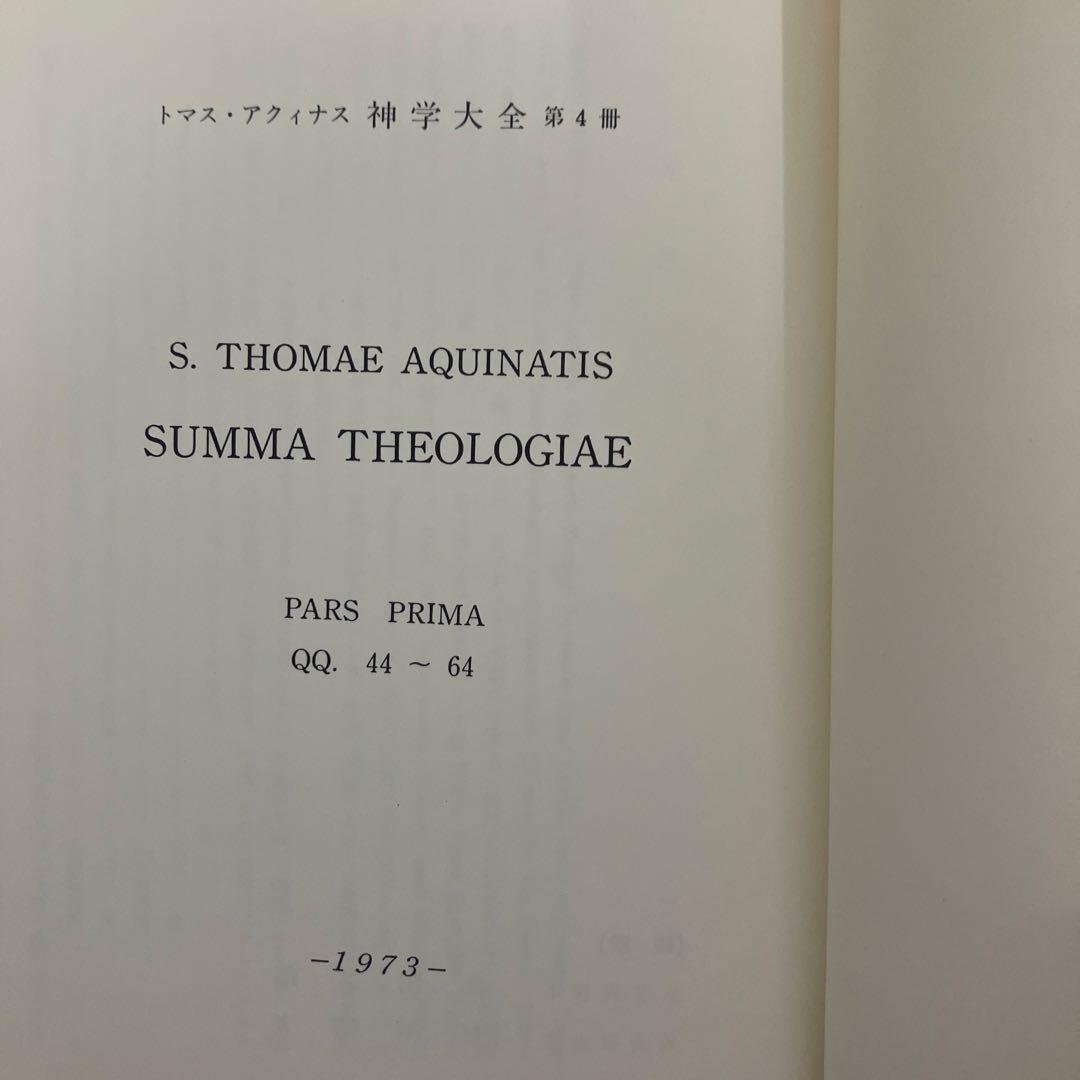 トマス・アクィナス 神学大全 第4冊
S. THOMAE AQUINATIS
SUMMA THEOLOGIAE
PARS PRIMA
QQ. 44 ~ 64
—1973—